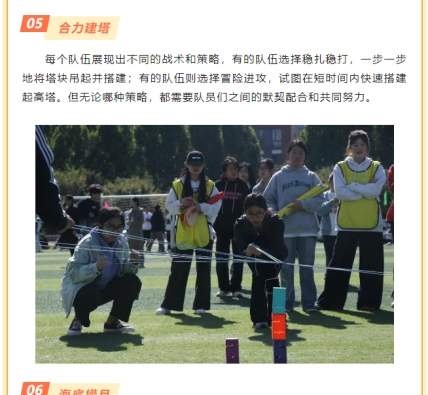 05 合力建塔
每个队伍展现出不同的战术和策略，有的队伍选择稳扎稳打，一步一步
地将塔块吊起并搭建；有的队伍则选择冒险进攻，试图在短时间内快速搭建
起高塔。但无论哪种策略，都需要队员们之间的默契配合和共同努力。
06